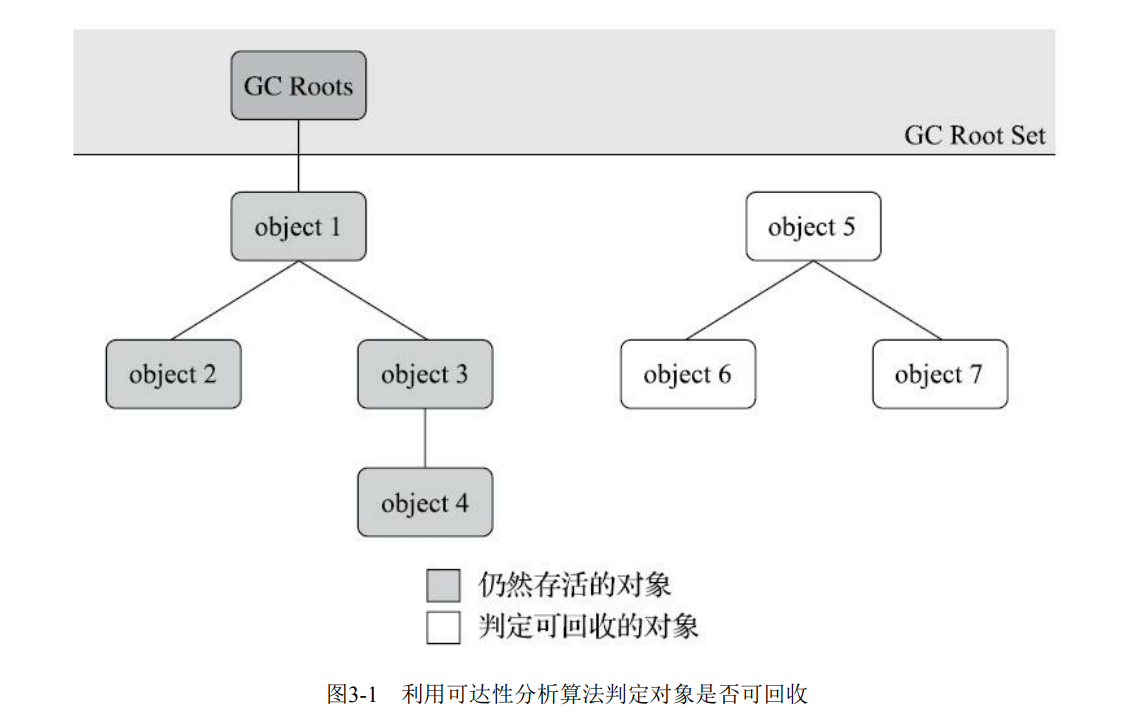 GC Roots
GC Root Set
object 1
object 5
object 2
object 3
object 6
object 7
object 4
仍然存活的对象
判定可回收的对象
图3-1 利用可达性分析算法判定对象是否可回收